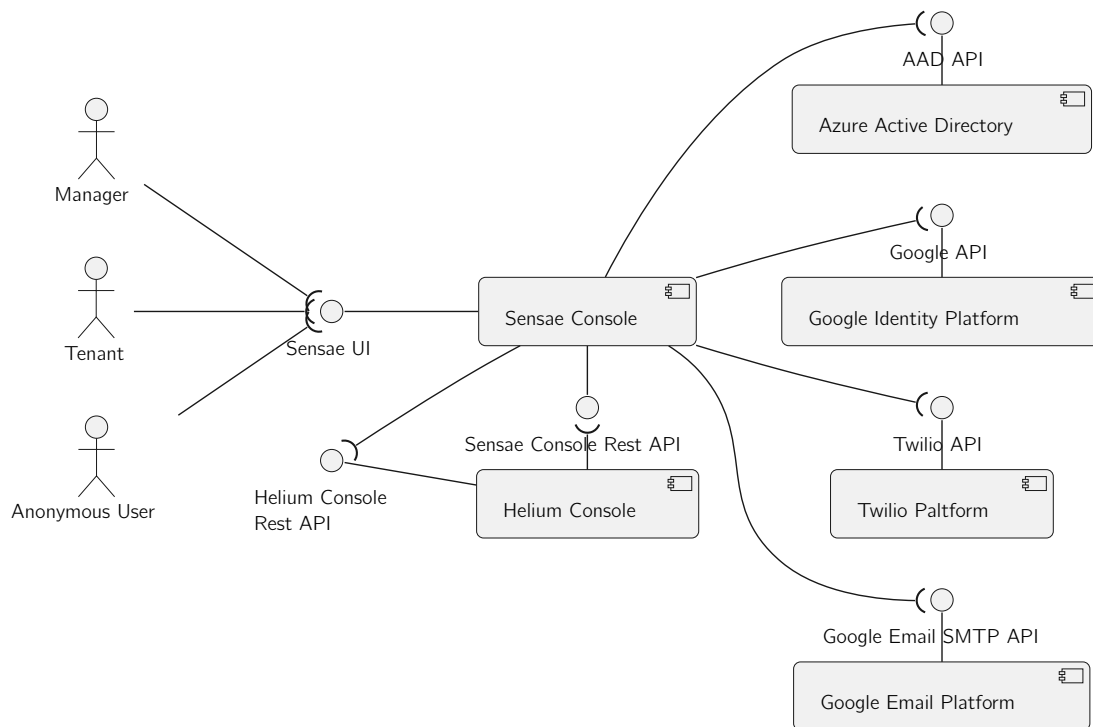 AAD API
Azure Active Directory
Manager
Google API
Sensae Console
Google Identity Platform
Tenant
Sensae UI
Sensae Console Rest API
Twilio API
Anonymous User
Helium Console
Rest API
Helium Console
Twilio Paltform
Google Email SMTP API
Google Email Platform